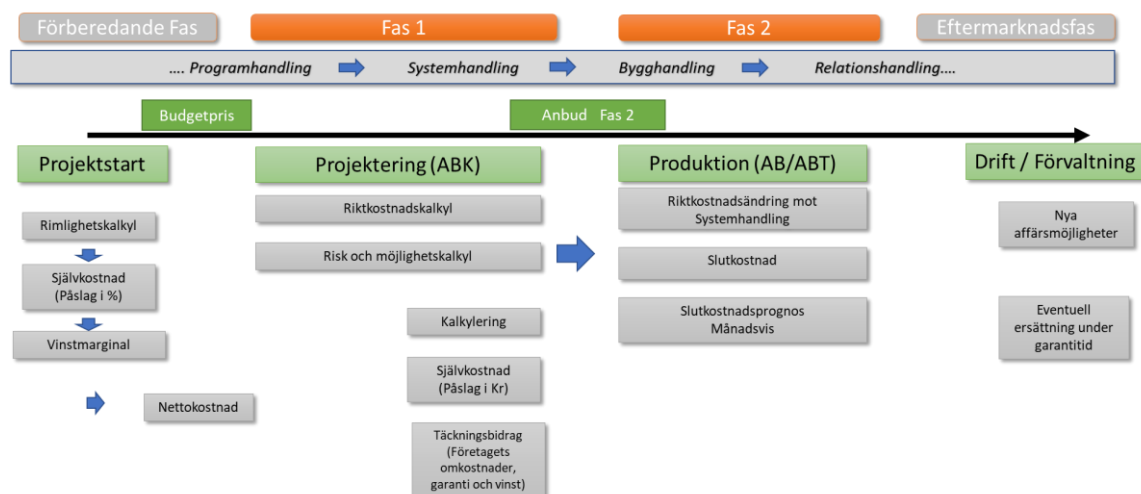 Förberedande Fas
Fas 1
Fas 2
Eftermarknadsfas
.... Programhandling
Systemhandling
Bygghandling
Relationshandling....
Budgetpris
Anbud Fas 2
Projektstart
Projektering (ABK)
Produktion (AB/ABT)
Drift / Förvaltning
Rimlighetskalkyl
Självkostnad
(Påslag i %)
Vinstmarginal
Nettokostnad
Riktkostnadskalkyl
Risk och möjlighetskalkyl
Kalkylering
Självkostnad
(Påslag i Kr)
Täckningsbidrag
(Företagets
omkostnader,
garanti och vinst)
Riktkostnadsändring mot
Systemhandling
Slutkostnad
Slutkostnadsprognos
Månadsvis
Nya
affärsmöjligheter
Eventuell
ersättning under
garantitid